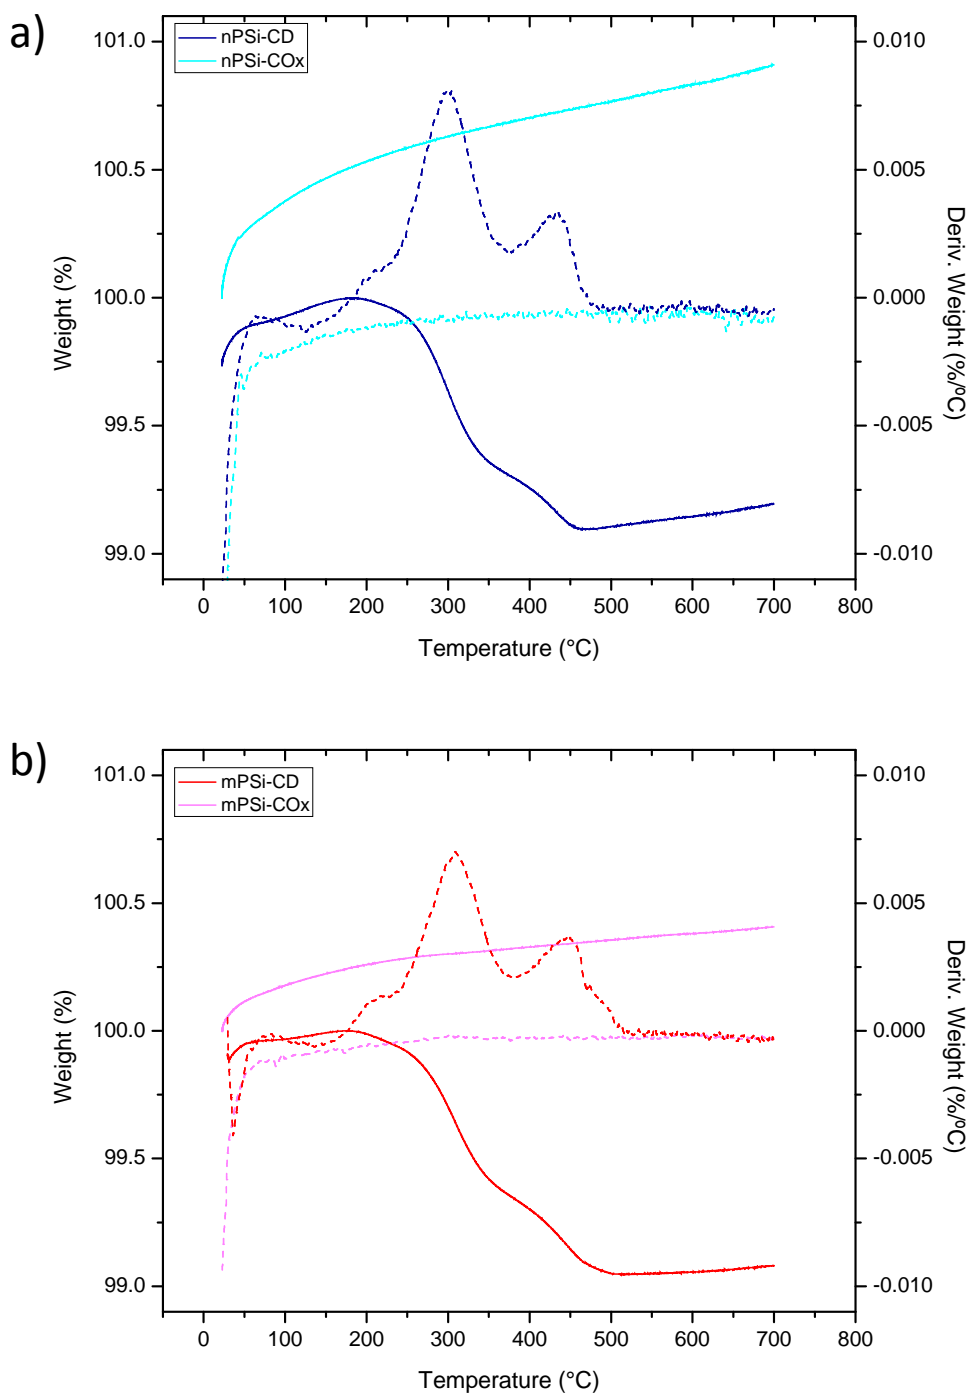 a)
nPSi-CD
nPSi-COx
101.0
100.5
100.0
99.5
99.0
Weight (%)
0.010
0.005
0.000
-0.005
-0.010
Deriv. Weight (%/ºC)
0 100 200 300 400 500 600 700 800
Temperature (°C)
b)
mPSi-CD
mPSi-COx
101.0
100.5
100.0
99.5
99.0
Weight (%)
0.010
0.005
0.000
-0.005
-0.010
Deriv. Weight (%/ºC)
0 100 200 300 400 500 600 700 800
Temperature (°C)